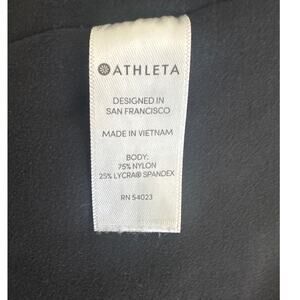 ATHLETA
DESIGNED IN
SAN FRANCISCO
MADE IN VIETNAM
BODY:
75% NYLON
25% LYCRA® SPANDEX
RN 54023